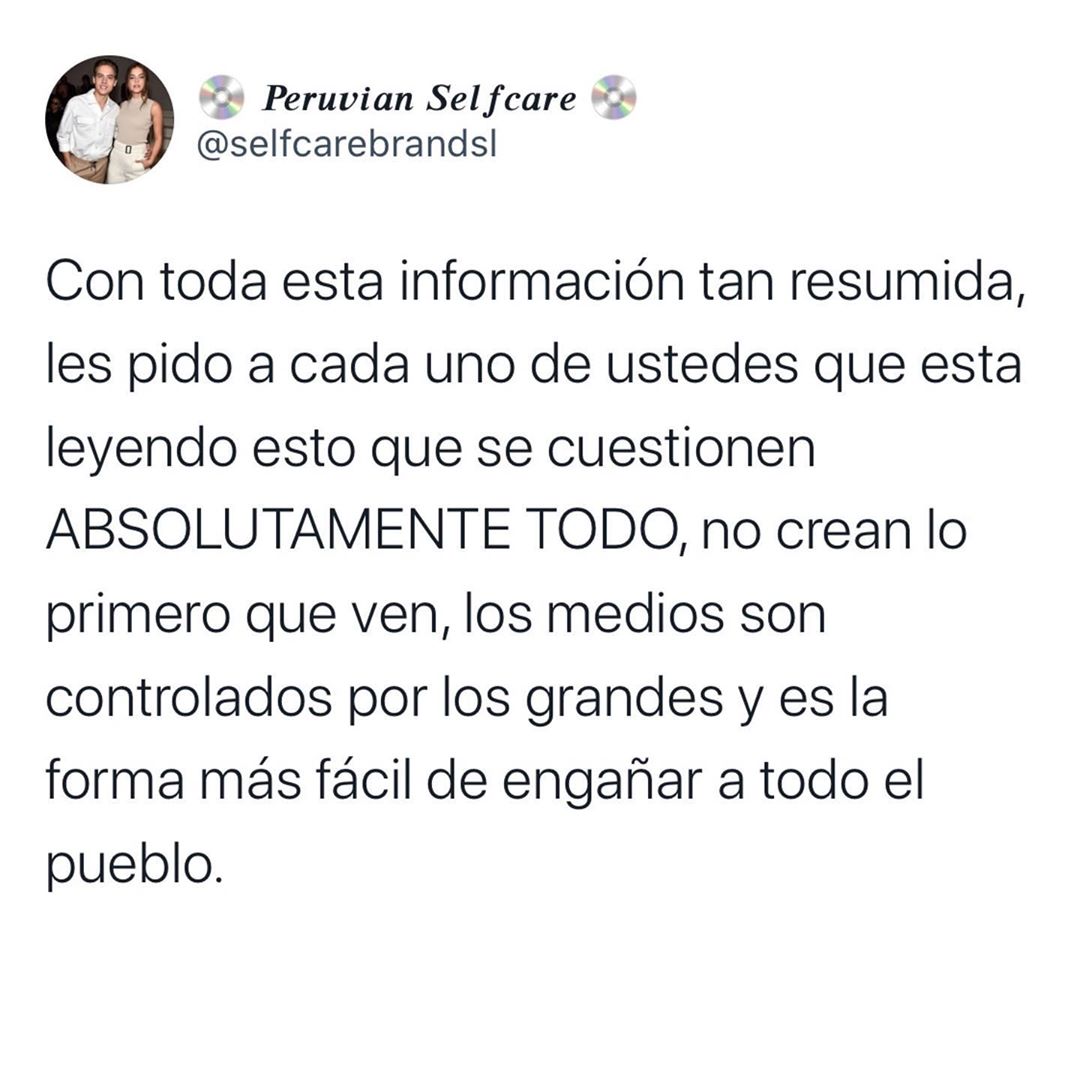 💿 Peruvian Selfcare 💿
@selfcarebrandsl
Con toda esta información tan resumida,
les pido a cada uno de ustedes que esta
leyendo esto que se cuestionen
ABSOLUTAMENTE TODO, no crean lo
primero que ven, los medios son
controlados por los grandes y es la
forma más fácil de engañar a todo el
pueblo.